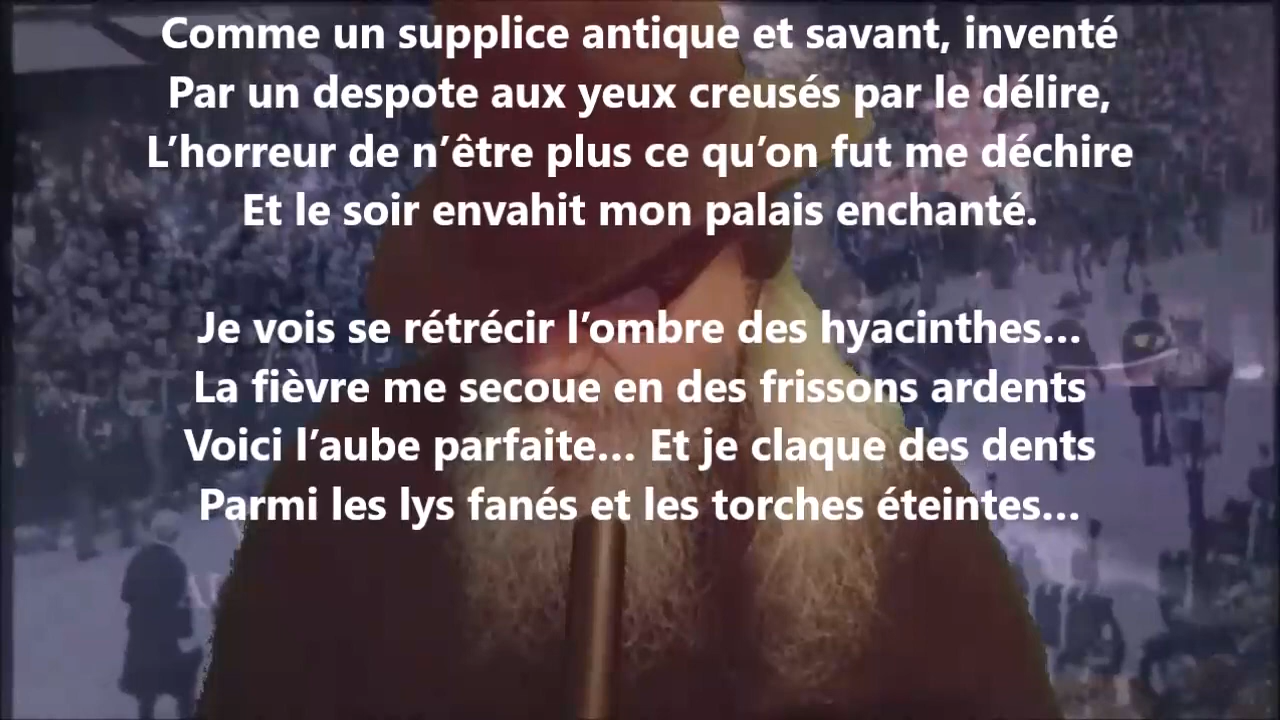 Comme un supplice antique et savant, inventé
Par un despote aux yeux creusés par le délire,
L’horreur de n’être plus ce qu’on fut me déchire
Et le soir envahit mon palais enchanté.
Je vois se rétrécir l’ombre des hyacinthes…
La fièvre me secoue en des frissons ardents
Voici l’aube parfaite… Et je claque des dents
Parmi les lys fanés et les torches éteintes…